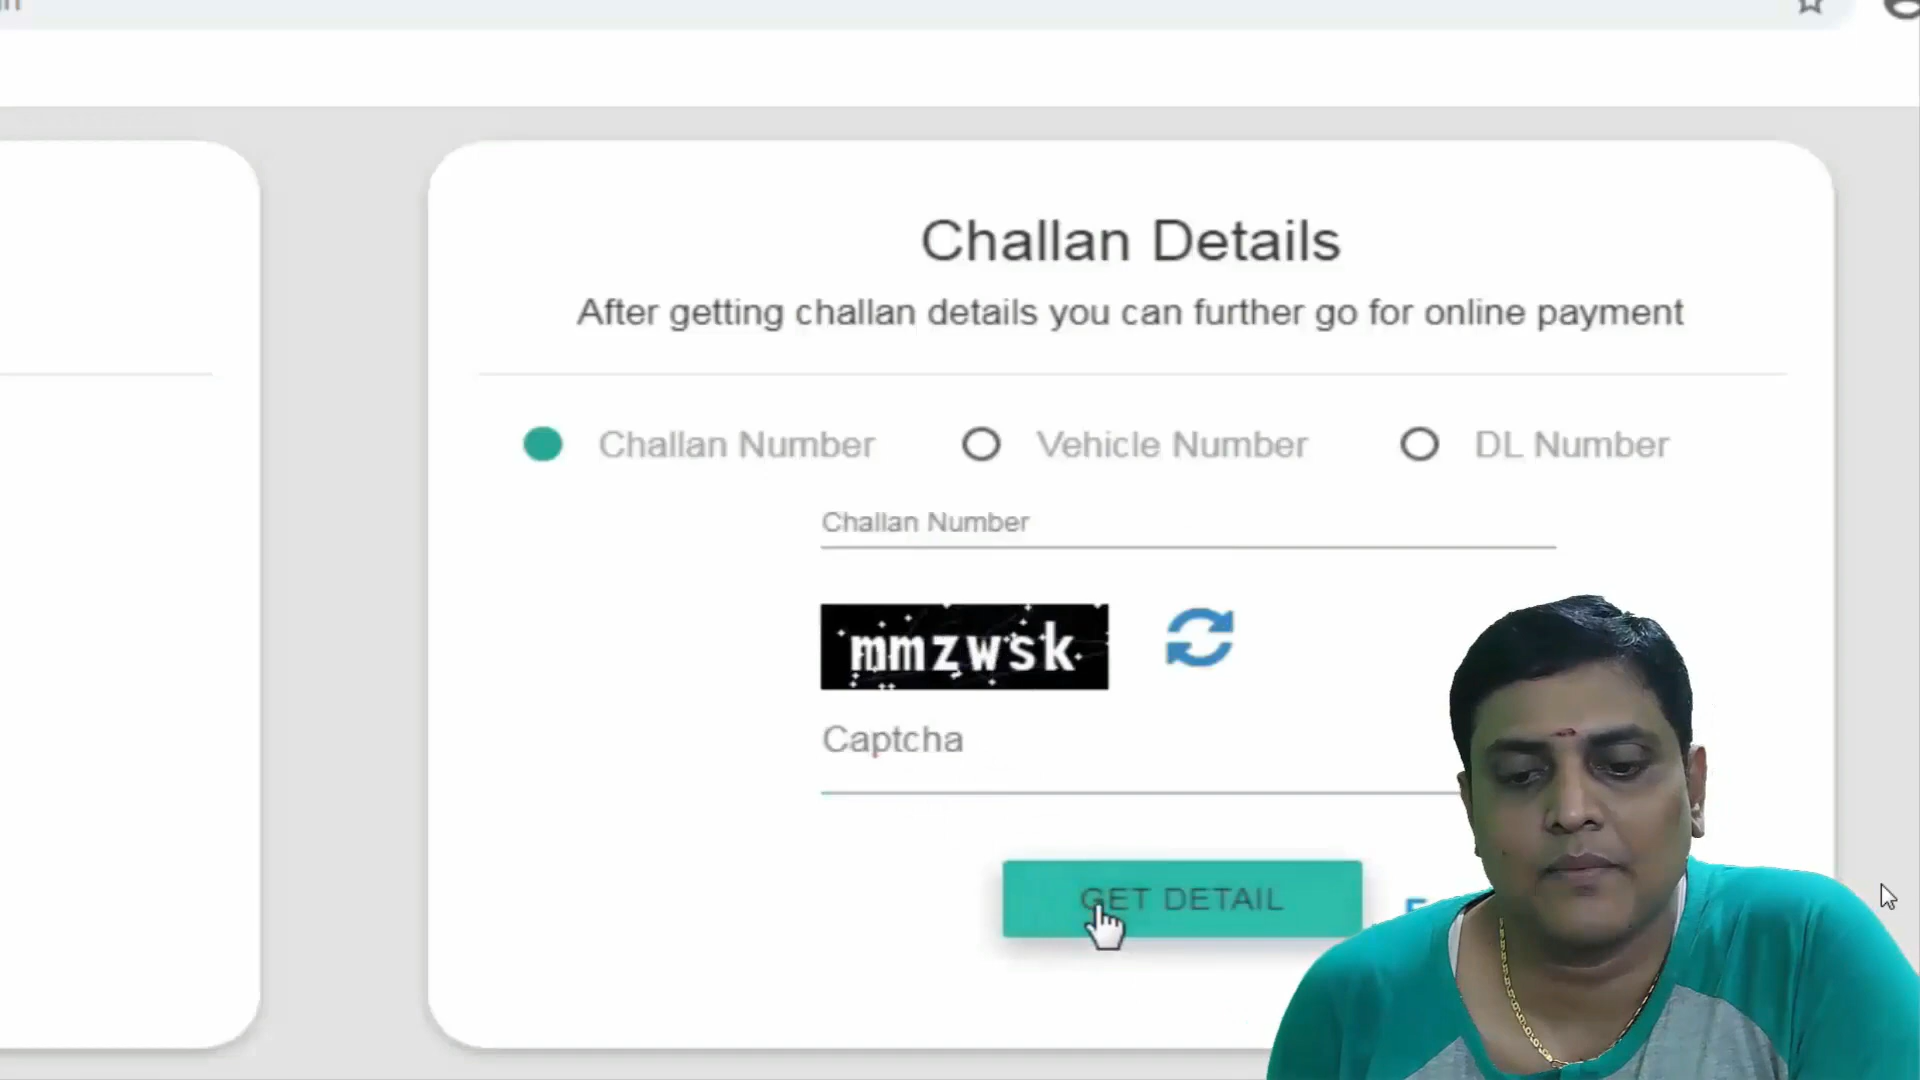 Challan Details
After getting challan details you can further go for online payment
Challan Number Vehicle Number DL Number
Challan Number
mmzwsk
Captcha
GET DETAIL